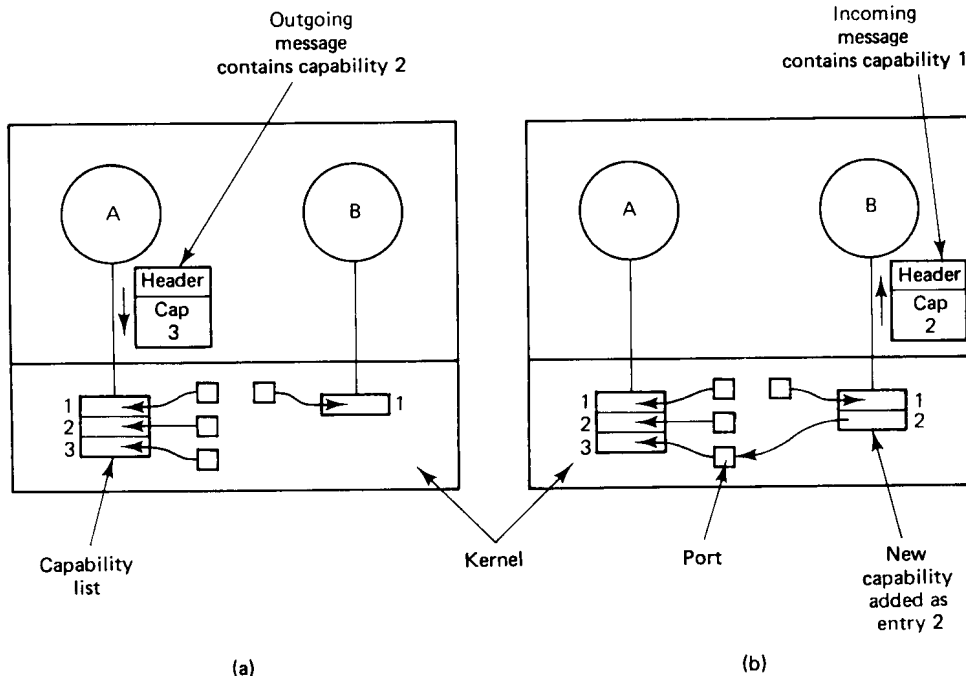 Outgoing
message
contains capability 2
A
B
Header
Cap
3
1
2
3
1
Capability
list
Kernel
(a)
Incoming
message
contains capability 1
A
B
Header
Cap
2
1
2
3
1
2
Port
New
capability
added as
entry 2
(b)